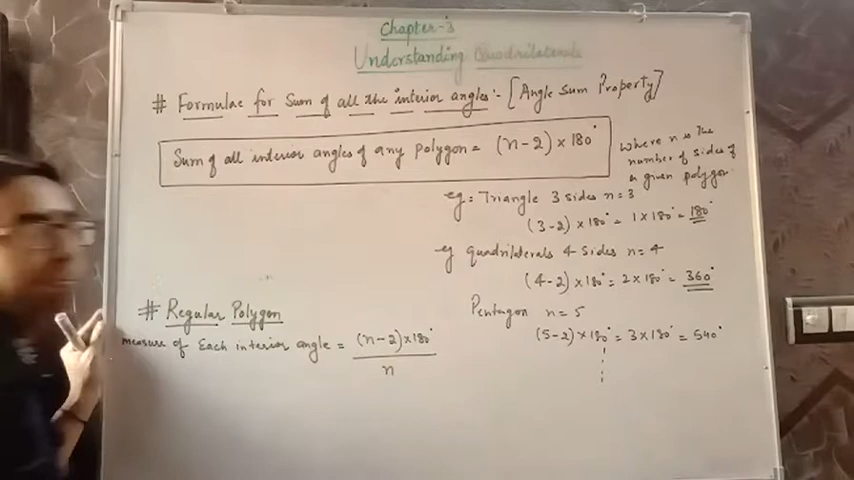 Chapter-3
Understanding Quadrilaterals
# Formulae for Sum of all the interior angles:- [Angle Sum Property]
Sum of all interior angles of any Polygon = (n-2) × 180°
where n is the
number of sides of
a given polygon.
eg:- Triangle 3 sides n = 3
(3-2) × 180° = 1 × 180° = 180°
eg quadrilaterals 4-Sides n = 4
(4-2) × 180° = 2 × 180° = 360°
Pentagon n = 5
(5-2) × 180° = 3 × 180° = 540°
# Regular Polygon
measure of Each interior angle = (n-2) × 180°
n